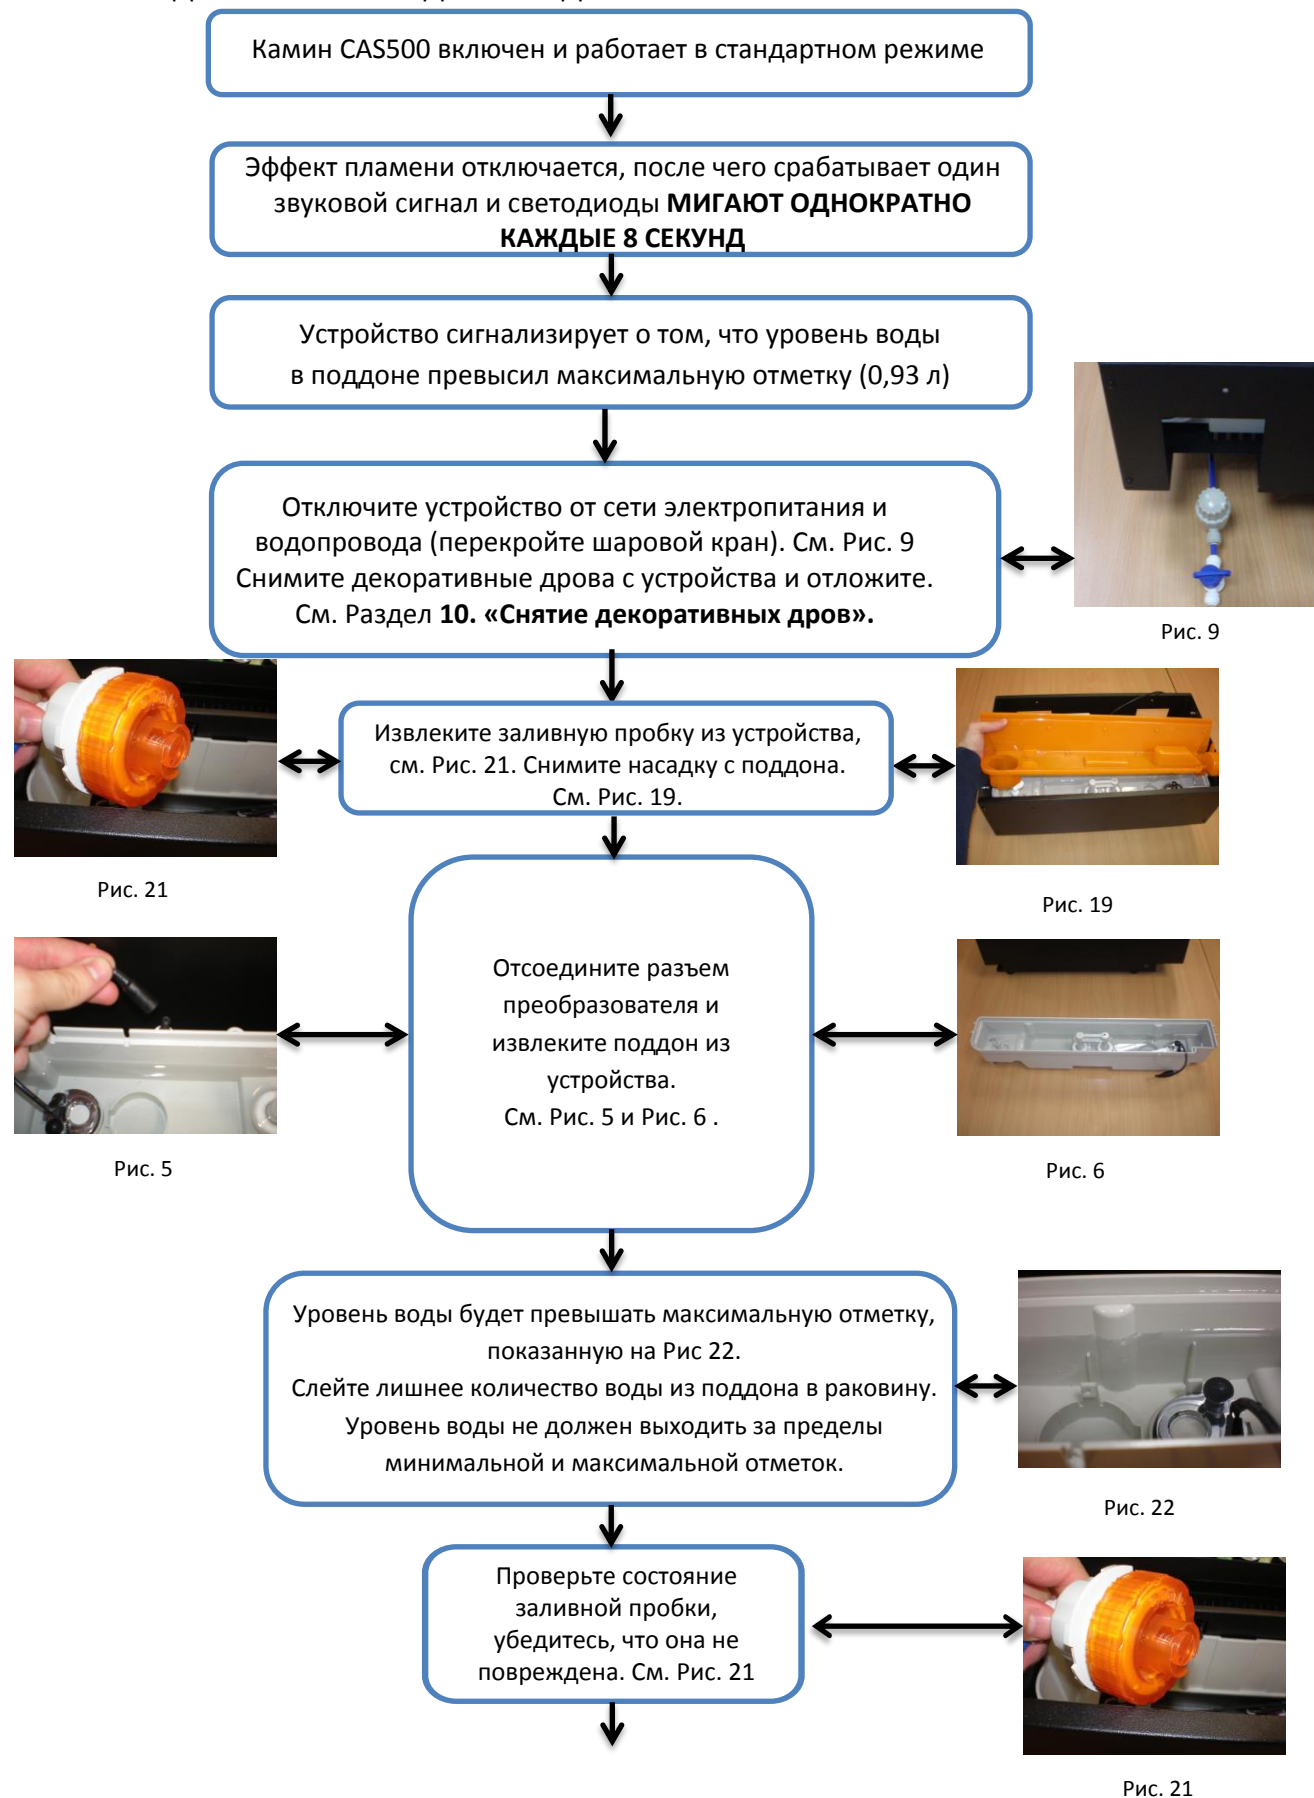 Камин CAS500 включен и работает в стандартном режиме
Эффект пламени отключается, после чего срабатывает один
звуковой сигнал и светодиоды МИГАЮТ ОДНОКРАТНО
КАЖДЫЕ 8 СЕКУНД
Устройство сигнализирует о том, что уровень воды
в поддоне превысил максимальную отметку (0,93 л)
Отключите устройство от сети электропитания и
водопровода (перекройте шаровой кран). См. Рис. 9
Снимите декоративные дрова с устройства и отложите.
См. Раздел 10. «Снятие декоративных дров».
Рис. 9
Извлеките заливную пробку из устройства,
см. Рис. 21. Снимите насадку с поддона.
См. Рис. 19.
Рис. 21
Рис. 19
Отсоедините разъем
преобразователя и
извлеките поддон из
устройства.
См. Рис. 5 и Рис. 6 .
Рис. 5
Рис. 6
Уровень воды будет превышать максимальную отметку,
показанную на Рис 22.
Слейте лишнее количество воды из поддона в раковину.
Уровень воды не должен выходить за пределы
минимальной и максимальной отметок.
Рис. 22
Проверьте состояние
заливной пробки,
убедитесь, что она не
повреждена. См. Рис. 21
Рис. 21